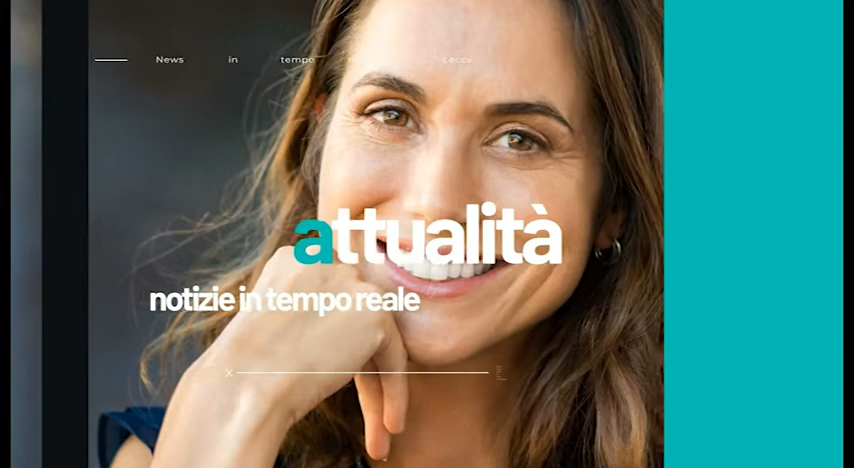 News in tempo Lecce
attualità
notizie in tempo reale